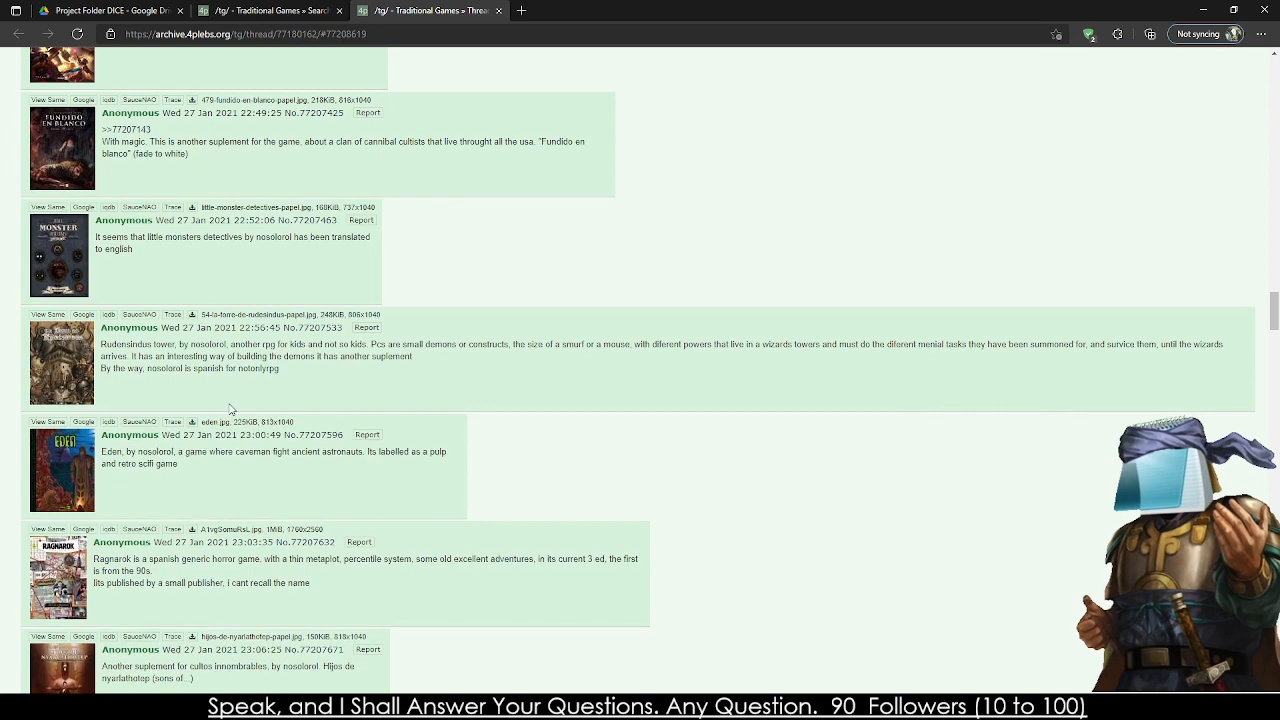 Project Folder DICE - Google Dri
/tg/ - Traditional Games » Searc
/tg/ - Traditional Games » Thre
https://archive.4plebs.org/tg/thread/77180162/#77208619
Not syncing
View Same Google iqdb SauceNAO Trace 479-fundido-en-blanco-papel.jpg, 218KiB, 816x1040
FUNDIDO
EN BLANCO
Anonymous Wed 27 Jan 2021 22:49:25 No.77207425 Report
>>77207143
With magic. This is another suplement for the game, about a clan of cannibal cultists that live throught all the usa. "Fundido en
blanco" (fade to white)
View Same Google iqdb SauceNAO Trace little-monster-detectives-papel.jpg, 168KiB, 737x1040
MONSTER
Anonymous Wed 27 Jan 2021 22:52:06 No.77207463 Report
It seems that little monsters detectives by nosolorol has been translated
to english
View Same Google iqdb SauceNAO Trace 54-la-torre-de-rudesindus-papel.jpg, 248KiB, 806x1040
Anonymous Wed 27 Jan 2021 22:56:45 No.77207533 Report
Rudensindus tower, by nosolorol, another rpg for kids and not so kids. Pcs are small demons or constructs, the size of a smurf or a mouse, with diferent powers that live in a wizards towers and must do the diferent menial tasks they have been summoned for, and survice them, until the wizards
arrives. It has an interesting way of building the demons it has another suplement
By the way, nosolorol is spanish for notonlyrpg
View Same Google iqdb SauceNAO Trace eden.jpg, 225KiB, 813x1040
EDEN
Anonymous Wed 27 Jan 2021 23:00:49 No.77207596 Report
Eden, by nosolorol, a game where caveman fight ancient astronauts. Its labelled as a pulp
and retro scifi game
View Same Google iqdb SauceNAO Trace A1vgSomuRsL.jpg, 1MiB, 1760x2560
RAGNAROK
Anonymous Wed 27 Jan 2021 23:03:35 No.77207632 Report
Ragnarok is a spanish generic horror game, with a thin metaplot, percentile system, some old excellent adventures, in its current 3 ed, the first
is from the 90s.
Iits published by a small publisher, i cant recall the name
View Same Google iqdb SauceNAO Trace hijos-de-nyarlathotep-papel.jpg, 150KiB, 818x1040
Anonymous Wed 27 Jan 2021 23:06:25 No.77207671 Report
Another suplement for cultos innombrables, by nosolorol. Hijos de
nyarlathotep (sons of...)
Speak, and I Shall Answer Your Questions. Any Question. 90 Followers (10 to 100)